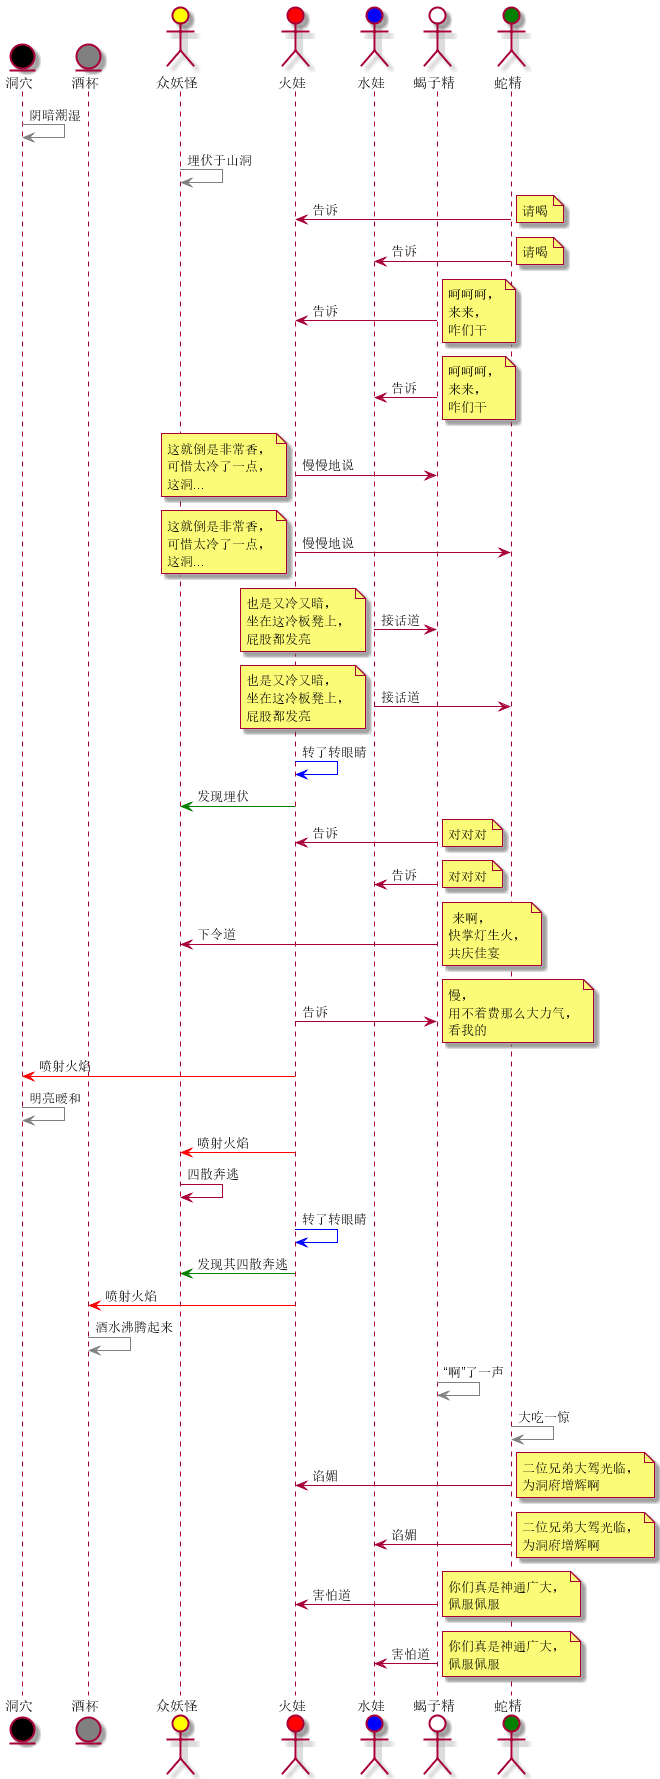 洞穴 酒杯 众妖怪 火娃 水娃 蝎子精 蛇精
阴暗潮湿
埋伏于山洞
告诉
请喝
告诉
请喝
告诉
呵呵呵，
来来，
咋们干
告诉
呵呵呵，
来来，
咋们干
这就倒是非常香，
可惜太冷了一点，
这洞...
慢慢地说
这就倒是非常香，
可惜太冷了一点，
这洞...
慢慢地说
也是又冷又暗，
坐在这冷板凳上，
屁股都发亮
接话道
也是又冷又暗，
坐在这冷板凳上，
屁股都发亮
接话道
转了转眼睛
发现埋伏
告诉
对对对
告诉
对对对
下令道
来啊，
快掌灯生火，
共庆佳宴
告诉
慢，
用不着费那么大力气，
看我的
喷射火焰
明亮暖和
喷射火焰
四散奔逃
转了转眼睛
发现其四散奔逃
喷射火焰
酒水沸腾起来
“啊”了一声
大吃一惊
谄媚
二位兄弟大驾光临，
为洞府增辉啊
谄媚
二位兄弟大驾光临，
为洞府增辉啊
害怕道
你们真是神通广大，
佩服佩服
害怕道
你们真是神通广大，
佩服佩服
洞穴 酒杯 众妖怪 火娃 水娃 蝎子精 蛇精